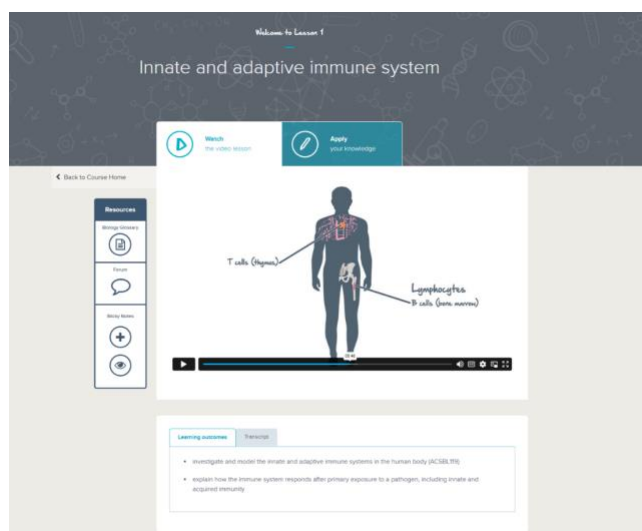 Welcome to Lesson 1
Innate and adaptive immune system
Watch
the video lesson
Apply
your knowledge
Back to Course Home
Resources
Biology Glossary
Forum
Sticky Notes
T cells (thymus)
Lymphocytes
B cells (bone marrow)
Learning outcomes
Transcript
investigate and model the innate and adaptive immune systems in the human body (ACSBL119)
explain how the immune system responds after primary exposure to a pathogen, including innate and
acquired immunity